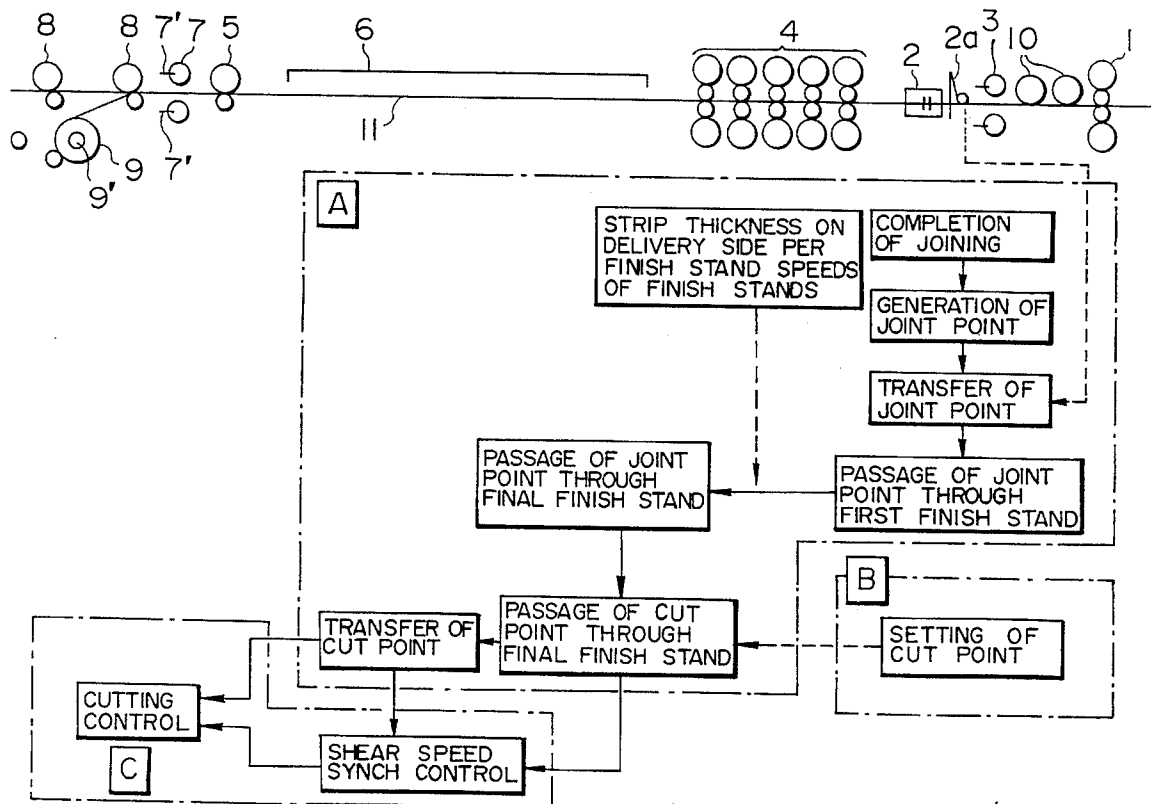 8
8
7'
7
5
6
4
2
2a
3
10
1
11
9
9'
7'
A
STRIP THICKNESS ON
DELIVERY SIDE PER
FINISH STAND SPEEDS
OF FINISH STANDS
COMPLETION
OF JOINING
GENERATION OF
JOINT POINT
TRANSFER OF
JOINT POINT
PASSAGE OF JOINT
POINT THROUGH
FINAL FINISH STAND
PASSAGE OF JOINT
POINT THROUGH
FIRST FINISH STAND
B
TRANSFER OF
CUT POINT
PASSAGE OF CUT
POINT THROUGH
FINAL FINISH STAND
SETTING OF
CUT POINT
CUTTING
CONTROL
C
SHEAR SPEED
SYNCH CONTROL